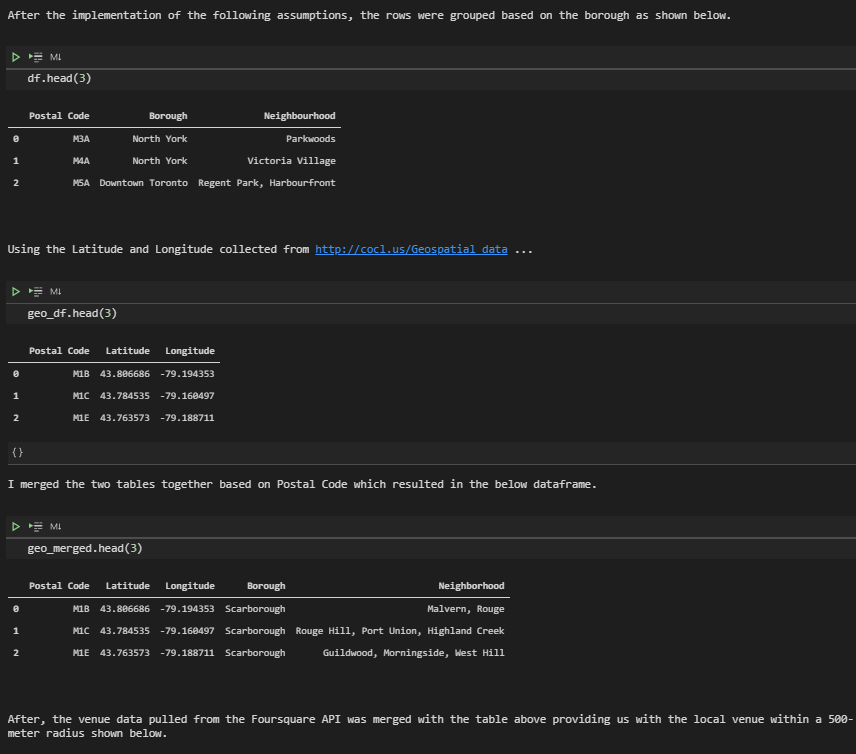 After the implementation of the following assumptions, the rows were grouped based on the borough as shown below.
M↓
df.head(3)
Postal Code Borough Neighbourhood
0 M3A North York Parkwoods
1 M4A North York Victoria Village
2 M5A Downtown Toronto Regent Park, Harbourfront
Using the Latitude and Longitude collected from http://cocl.us/Geospatial_data ...
M↓
geo_df.head(3)
Postal Code Latitude Longitude
0 M1B 43.806686 -79.194353
1 M1C 43.784535 -79.160497
2 M1E 43.763573 -79.188711
{}
I merged the two tables together based on Postal Code which resulted in the below dataframe.
M↓
geo_merged.head(3)
Postal Code Latitude Longitude Borough Neighborhood
0 M1B 43.806686 -79.194353 Scarborough Malvern, Rouge
1 M1C 43.784535 -79.160497 Scarborough Rouge Hill, Port Union, Highland Creek
2 M1E 43.763573 -79.188711 Scarborough Guildwood, Morningside, West Hill
After, the venue data pulled from the Foursquare API was merged with the table above providing us with the local venue within a 500-
meter radius shown below.